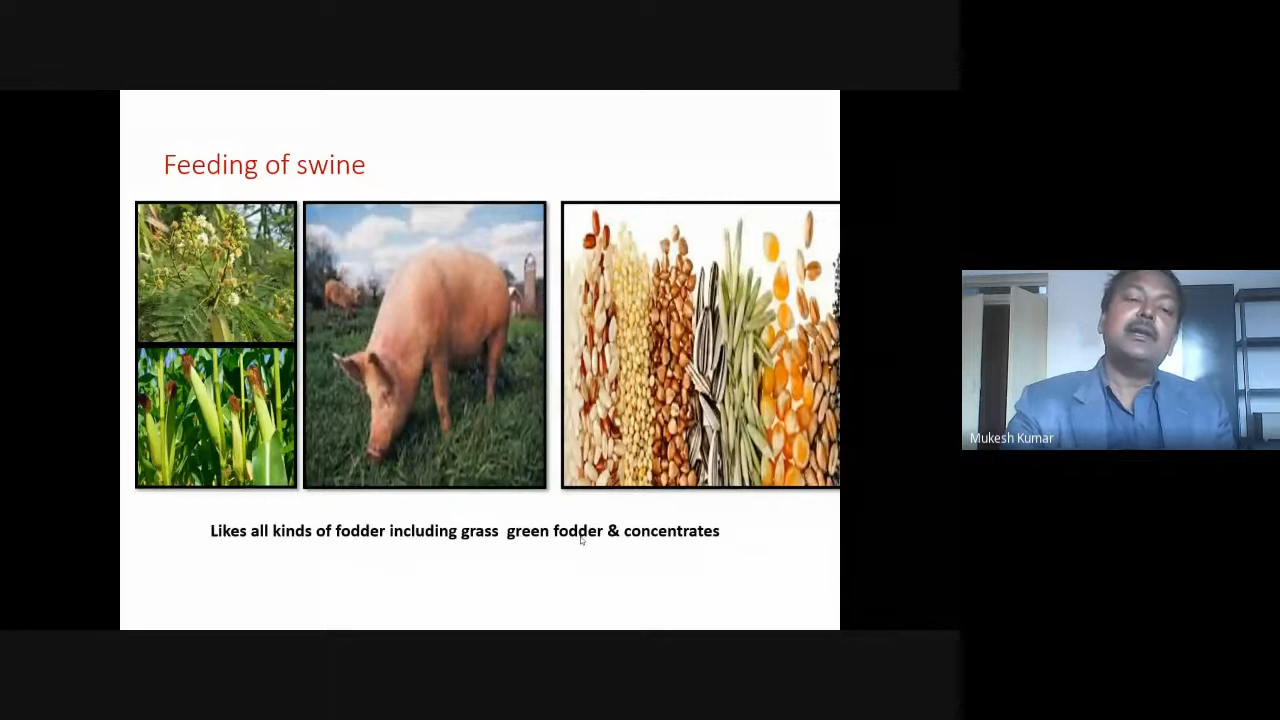 Feeding of swine
Likes all kinds of fodder including grass  green fodder & concentrates
Mukesh Kumar